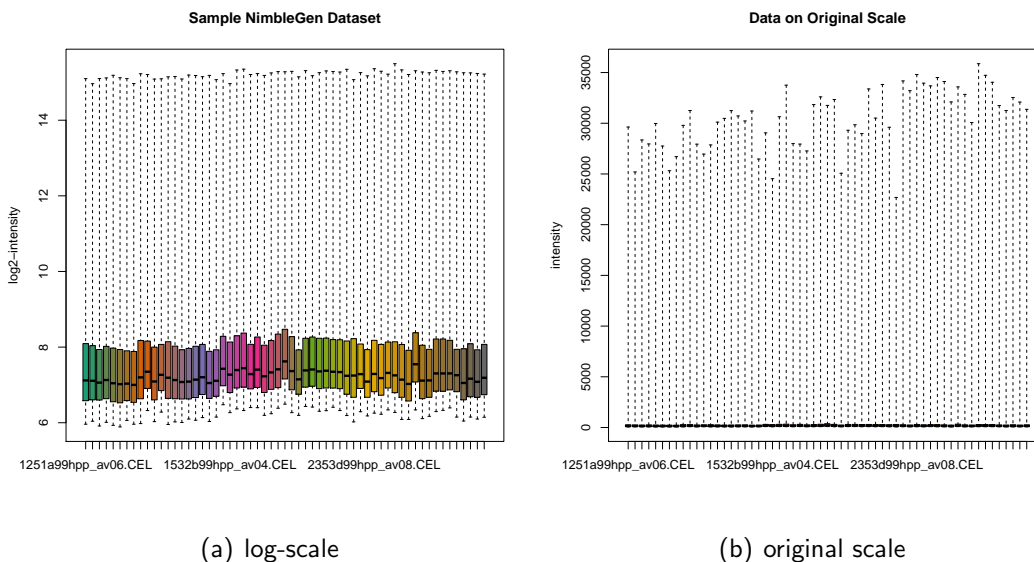 Sample NimbleGen Dataset
log2−intensity
14
12
10
8
6
1251a99hpp_av06.CEL 1532b99hpp_av04.CEL 2353d99hpp_av08.CEL
(a) log-scale
Data on Original Scale
intensity
35000
30000
25000
20000
15000
10000
5000
0
1251a99hpp_av06.CEL 1532b99hpp_av04.CEL 2353d99hpp_av08.CEL
(b) original scale